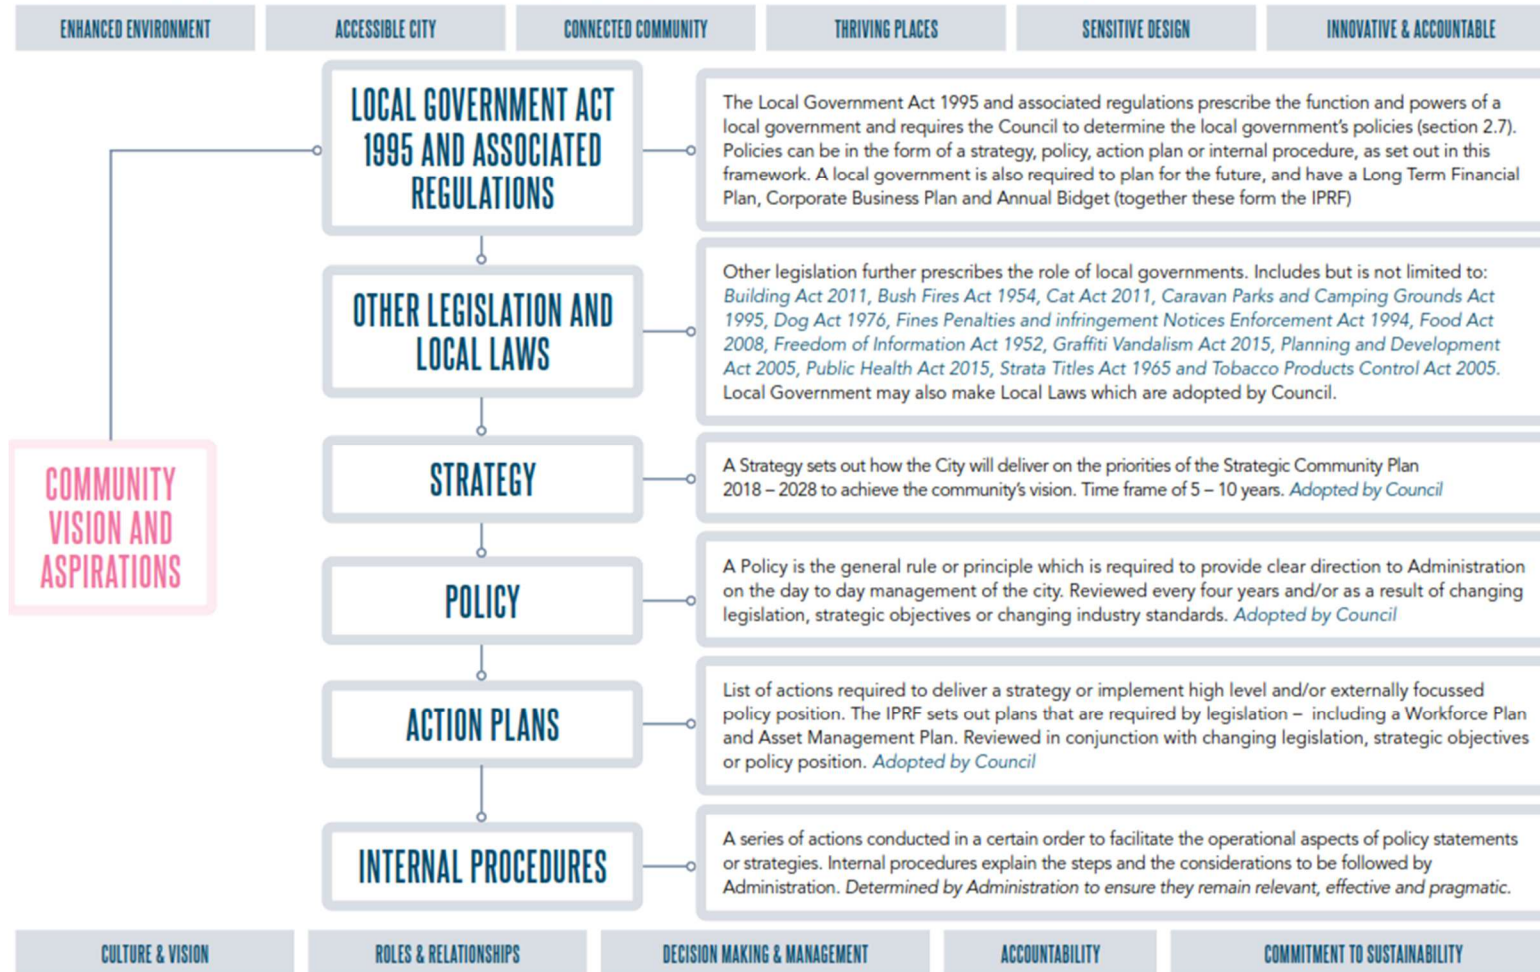 ENHANCED ENVIRONMENT
ACCESSIBLE CITY
CONNECTED COMMUNITY
THRIVING PLACES
SENSITIVE DESIGN
INNOVATIVE & ACCOUNTABLE
COMMUNITY
VISION AND
ASPIRATIONS
LOCAL GOVERNMENT ACT
1995 AND ASSOCIATED
REGULATIONS
The Local Government Act 1995 and associated regulations prescribe the function and powers of a
local government and requires the Council to determine the local government's policies (section 2.7).
Policies can be in the form of a strategy, policy, action plan or internal procedure, as set out in this
framework. A local government is also required to plan for the future, and have a Long Term Financial
Plan, Corporate Business Plan and Annual Budget (together these form the IPRF)
OTHER LEGISLATION AND
LOCAL LAWS
Other legislation further prescribes the role of local governments. Includes but is not limited to:
Building Act 2011, Bush Fires Act 1954, Cat Act 2011, Caravan Parks and Camping Grounds Act
1995, Dog Act 1976, Fines Penalties and infringement Notices Enforcement Act 1994, Food Act
2008, Freedom of Information Act 1952, Graffiti Vandalism Act 2015, Planning and Development
Act 2005, Public Health Act 2015, Strata Titles Act 1965 and Tobacco Products Control Act 2005.
Local Government may also make Local Laws which are adopted by Council.
STRATEGY
A Strategy sets out how the City will deliver on the priorities of the Strategic Community Plan
2018 – 2028 to achieve the community's vision. Time frame of 5 – 10 years. Adopted by Council
POLICY
A Policy is the general rule or principle which is required to provide clear direction to Administration
on the day to day management of the city. Reviewed every four years and/or as a result of changing
legislation, strategic objectives or changing industry standards. Adopted by Council
ACTION PLANS
List of actions required to deliver a strategy or implement high level and/or externally focussed
policy position. The IPRF sets out plans that are required by legislation – including a Workforce Plan
and Asset Management Plan. Reviewed in conjunction with changing legislation, strategic objectives
or policy position. Adopted by Council
INTERNAL PROCEDURES
A series of actions conducted in a certain order to facilitate the operational aspects of policy statements
or strategies. Internal procedures explain the steps and the considerations to be followed by
Administration. Determined by Administration to ensure they remain relevant, effective and pragmatic.
CULTURE & VISION
ROLES & RELATIONSHIPS
DECISION MAKING & MANAGEMENT
ACCOUNTABILITY
COMMITMENT TO SUSTAINABILITY